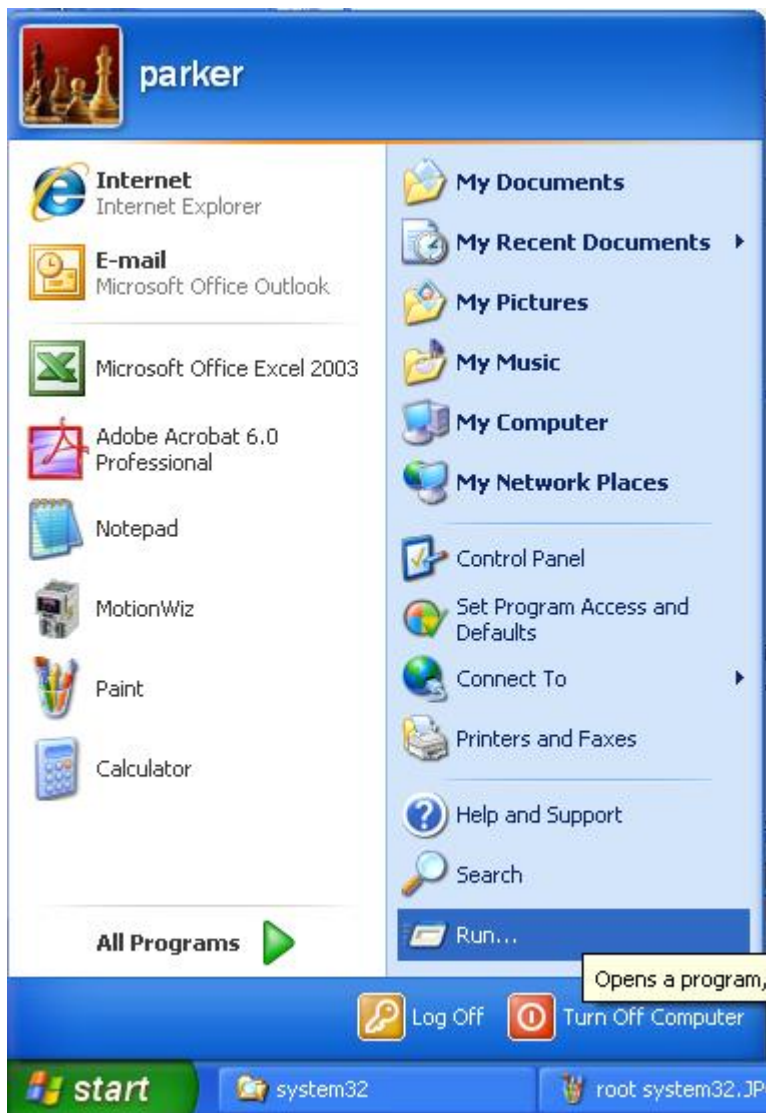 parker
Internet
Internet Explorer
E-mail
Microsoft Office Outlook
Microsoft Office Excel 2003
Adobe Acrobat 6.0
Professional
Notepad
MotionWiz
Paint
Calculator
All Programs
My Documents
My Recent Documents
My Pictures
My Music
My Computer
My Network Places
Control Panel
Set Program Access and
Defaults
Connect To
Printers and Faxes
Help and Support
Search
Run...
Opens a program,
Log Off
Turn Off Computer
start
system32
root system32.JP